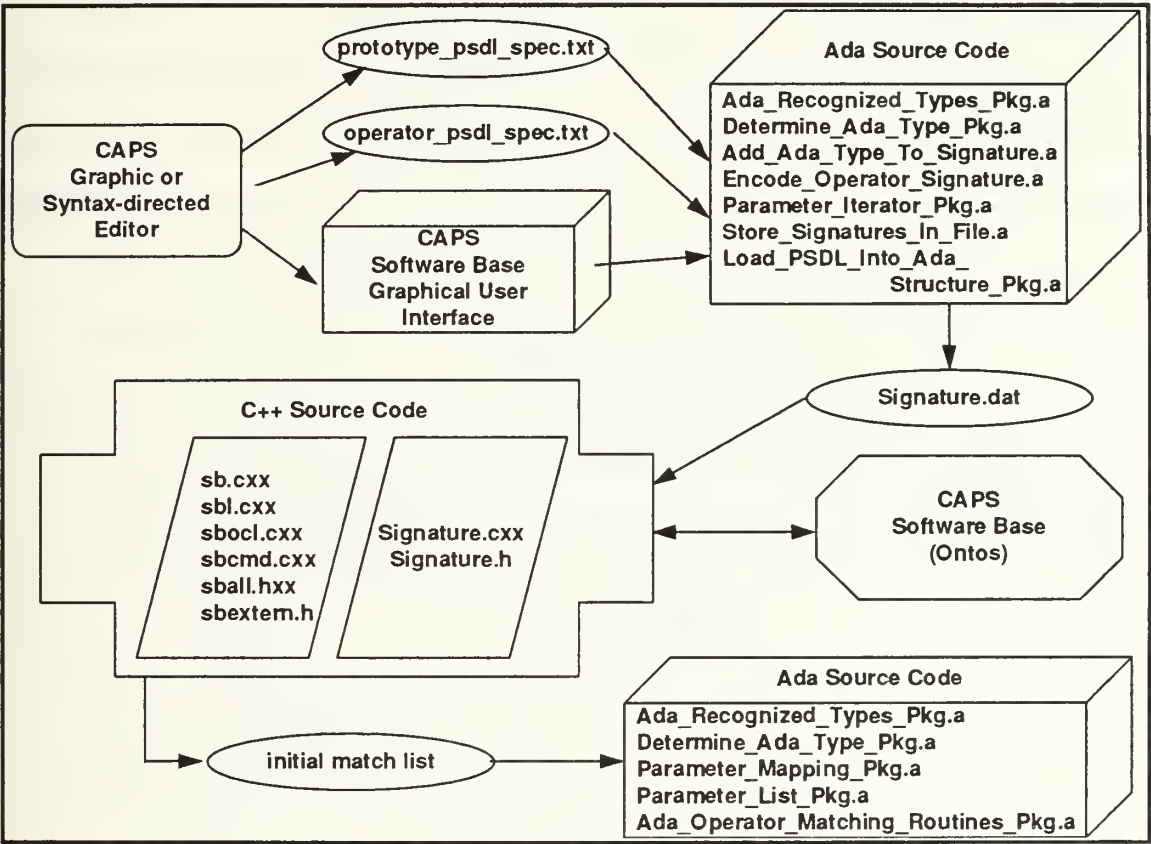 prototype_psdl_spec.txt
operator_psdl_spec.txt
CAPS
Graphic or
Syntax-directed
Editor
CAPS
Software Base
Graphical User
Interface
Ada Source Code
Ada_Recognized_Types_Pkg.a
Determine_Ada_Type_Pkg.a
Add_Ada_Type_To_Signature.a
Encode_Operator_Signature.a
Parameter_Iterator_Pkg.a
Store_Signatures_In_File.a
Load_PSDL_Into_Ada_
Structure_Pkg.a
Signature.dat
C++ Source Code
sb.cxx
sbl.cxx
sbocl.cxx
sbcmd.cxx
sball.hxx
sbextern.h
Signature.cxx
Signature.h
CAPS
Software Base
(Ontos)
initial match list
Ada Source Code
Ada_Recognized_Types_Pkg.a
Determine_Ada_Type_Pkg.a
Parameter_Mapping_Pkg.a
Parameter_List_Pkg.a
Ada_Operator_Matching_Routines_Pkg.a